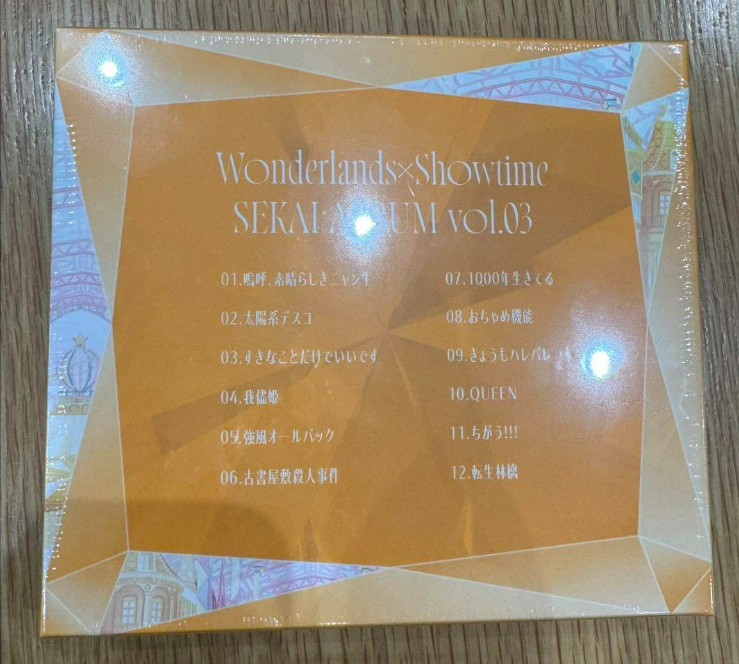 Wonderlands×Showtime
SEKAI ALBUM vol.03
01.嗚呼、素晴らしきニャン生
02.太陽系デスコ
03.すきなことだけでいいです
04.我儘姫
05.強風オールバック
06.古書屋敷殺人事件
07.1000年生きてる
08.おちゃめ機能
09.きょうもハレバレ
10.QUEEN
11.ちがう!!!
12.転生林檎